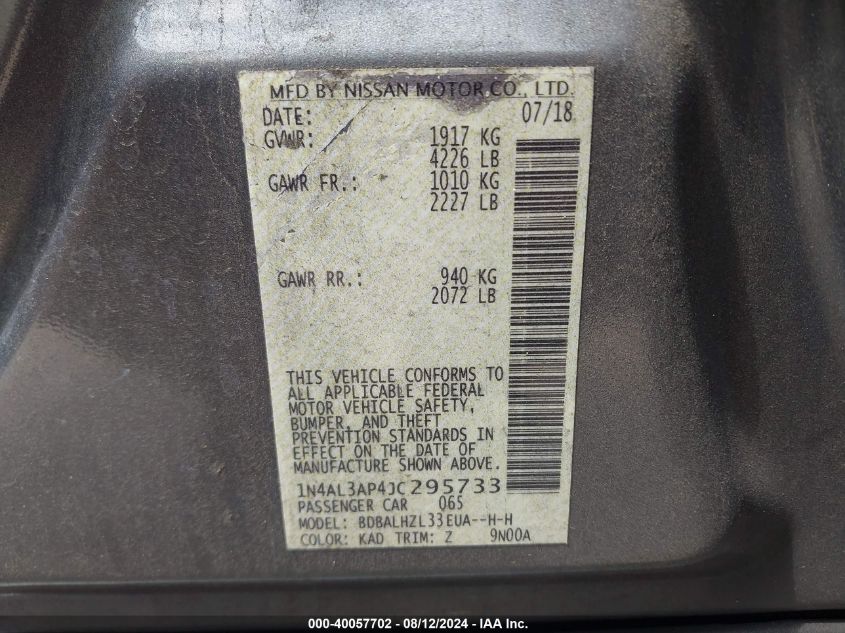 MFD BY NISSAN MOTOR CO., LTD.
DATE: 07/18
GVWR: 1917 KG
4226 LB
GAWR FR.: 1010 KG
2227 LB
GAWR RR.: 940 KG
2072 LB
THIS VEHICLE CONFORMS TO
ALL APPLICABLE FEDERAL
MOTOR VEHICLE SAFETY,
BUMPER, AND THEFT
PREVENTION STANDARDS IN
EFFECT ON THE DATE OF
MANUFACTURE SHOWN ABOVE.
1N4AL3AP4JC295733
PASSENGER CAR 065
MODEL: BDBALHZL33EUA--H-H
COLOR: KAD TRIM: Z 9N00A
000-40057702 - 08/12/2024 - IAAI.COM